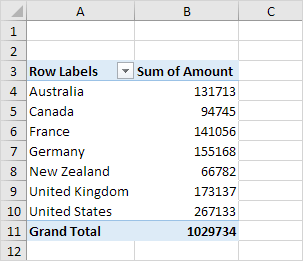 A B C
1
2
3 Row Labels Sum of Amount
4 Australia 131713
5 Canada 94745
6 France 141056
7 Germany 155168
8 New Zealand 66782
9 United Kingdom 173137
10 United States 267133
11 Grand Total 1029734
12